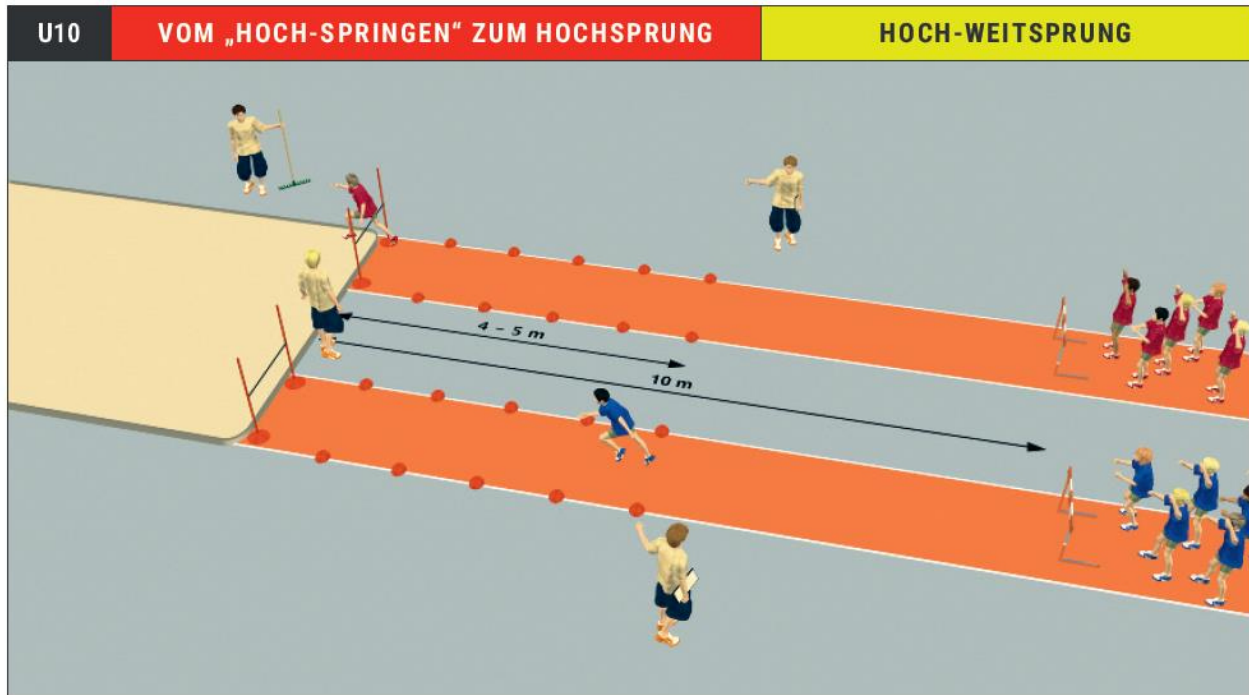 U10
VOM „HOCH-SPRINGEN“ ZUM HOCHSPRUNG
HOCH-WEITSPRUNG
4 – 5 m
10 m